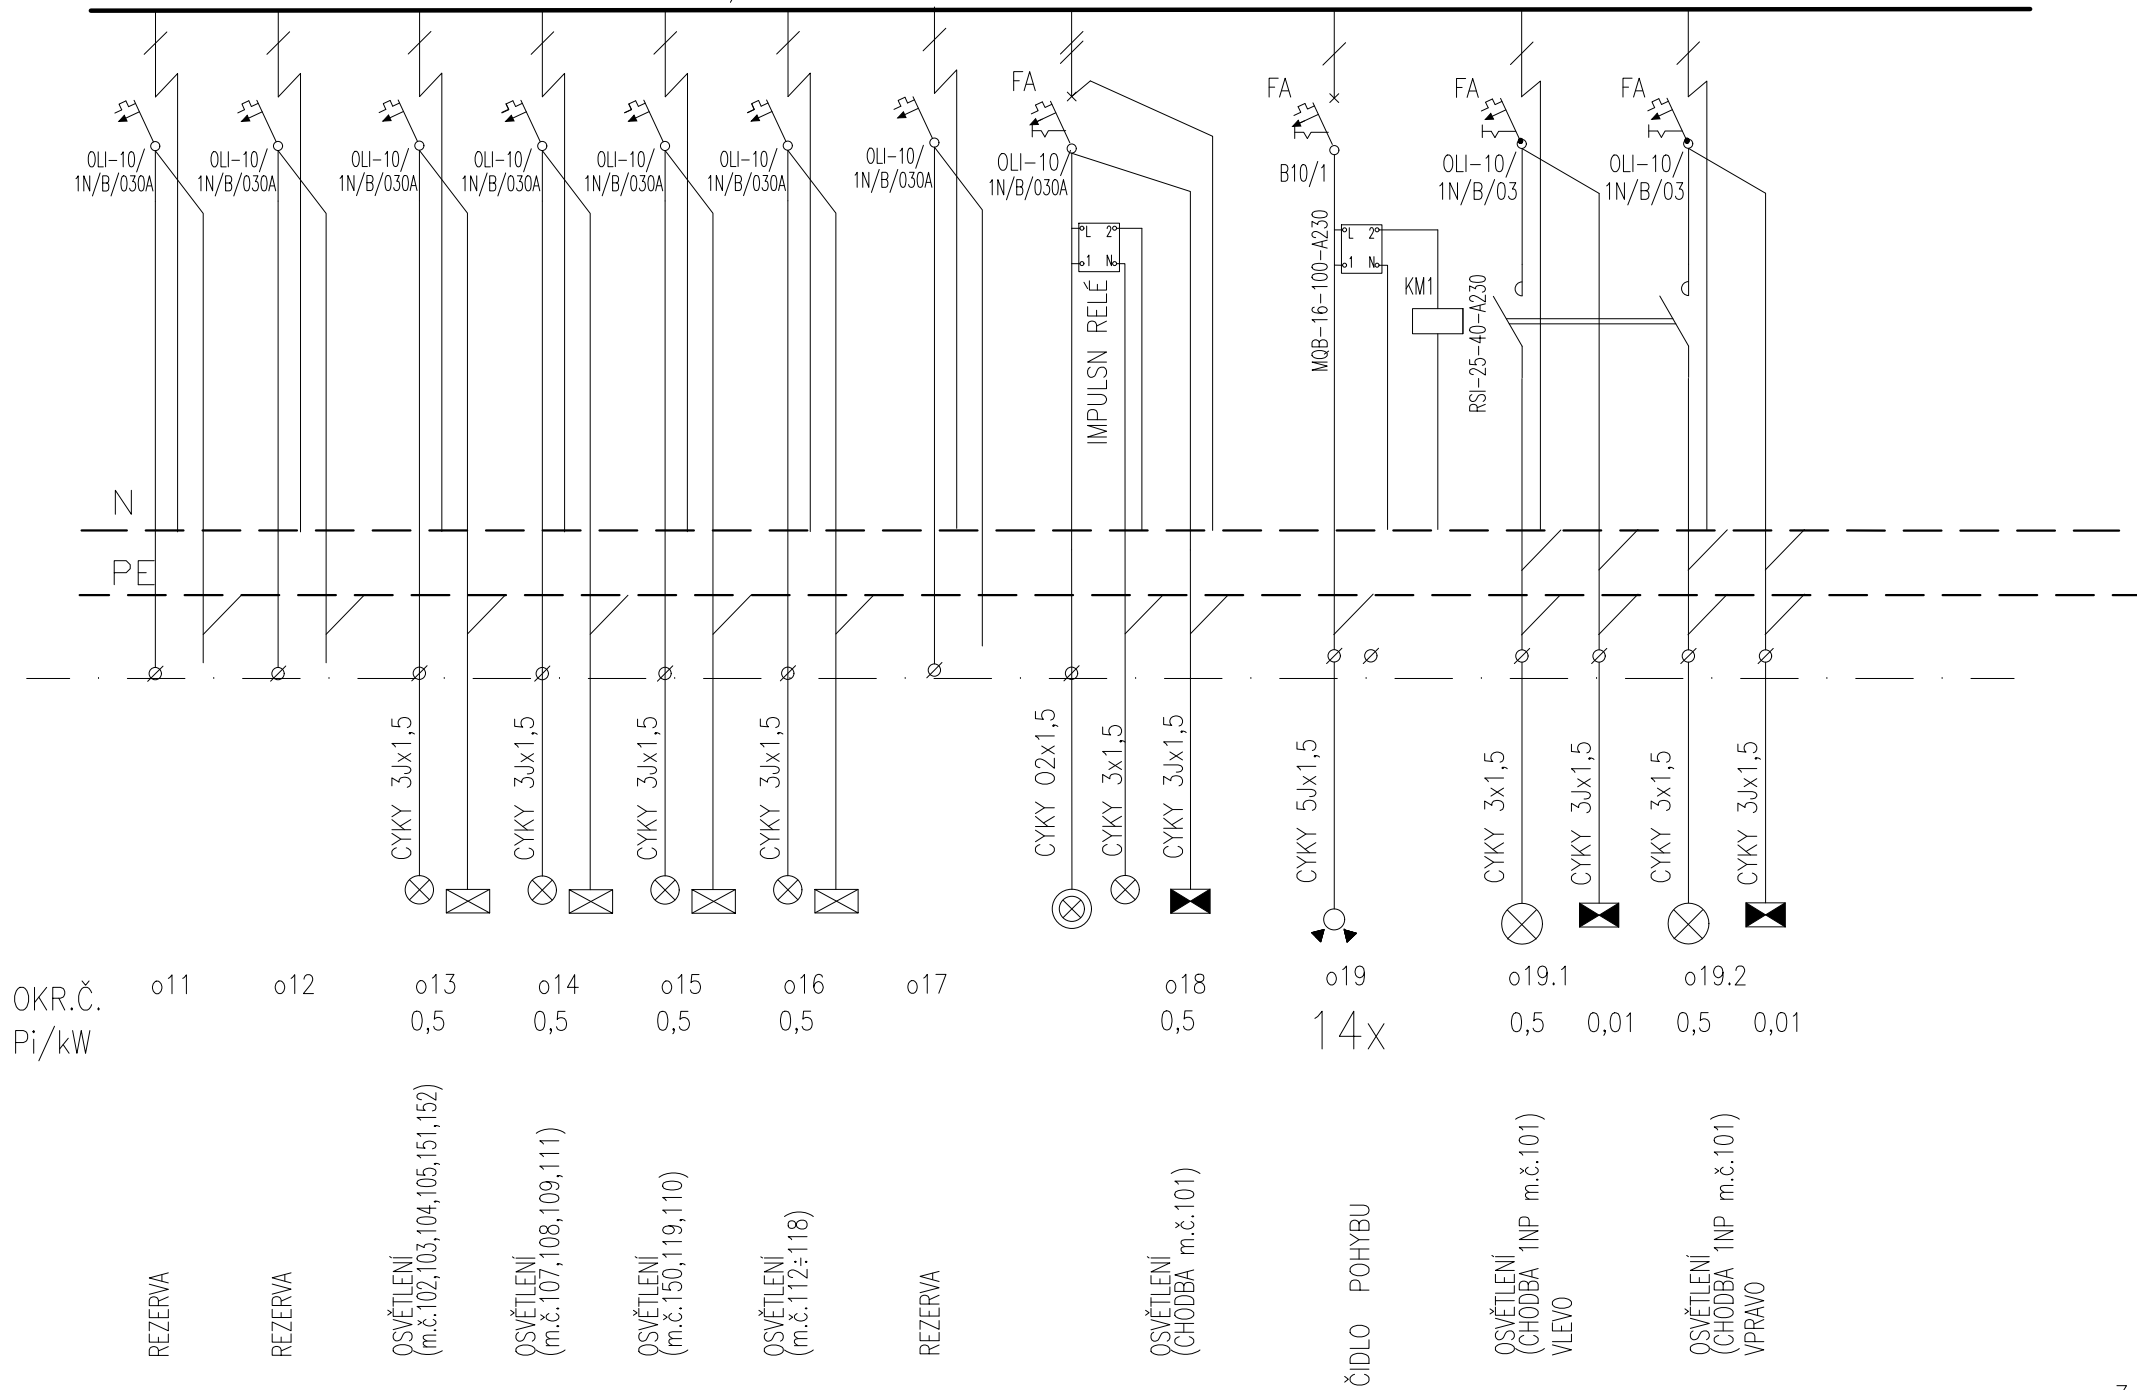 FA
FA
FA
FA
OLI-10/
1N/B/030A
OLI-10/
1N/B/030A
OLI-10/
1N/B/030A
OLI-10/
1N/B/030A
OLI-10/
1N/B/030A
OLI-10/
1N/B/030A
OLI-10/
1N/B/030A
OLI-10/
1N/B/030A
B10/1
OLI-10/
1N/B/03
OLI-10/
1N/B/03
L 2
1 N
IMPULSN RELÉ
MQB-16-100-A230
L 2
1 N
KM1
RSI-25-40-A230
N
PE
CYKY 3Jx1,5
CYKY 3Jx1,5
CYKY 3Jx1,5
CYKY 3Jx1,5
CYKY O2x1,5
CYKY 3x1,5
CYKY 3Jx1,5
CYKY 5Jx1,5
CYKY 3x1,5
CYKY 3Jx1,5
CYKY 3x1,5
CYKY 3Jx1,5
OKR.Č. o11 o12 o13 o14 o15 o16 o17 o18 o19 o19.1 o19.2
Pi/kW 0,5 0,5 0,5 0,5 0,5 14x 0,5 0,01 0,5 0,01
REZERVA
REZERVA
OSVĚTLENÍ
(m.č.102,103,104,105,151,152)
OSVĚTLENÍ
(m.č.107,108,109,111)
OSVĚTLENÍ
(m.č.150,119,110)
OSVĚTLENÍ
(m.č.112÷118)
REZERVA
OSVĚTLENÍ
(CHODBA m.č.101)
ČIDLO POHYBU
OSVĚTLENÍ
(CHODBA 1NP m.č.101)
VLEVO
OSVĚTLENÍ
(CHODBA 1NP m.č.101)
VPRAVO